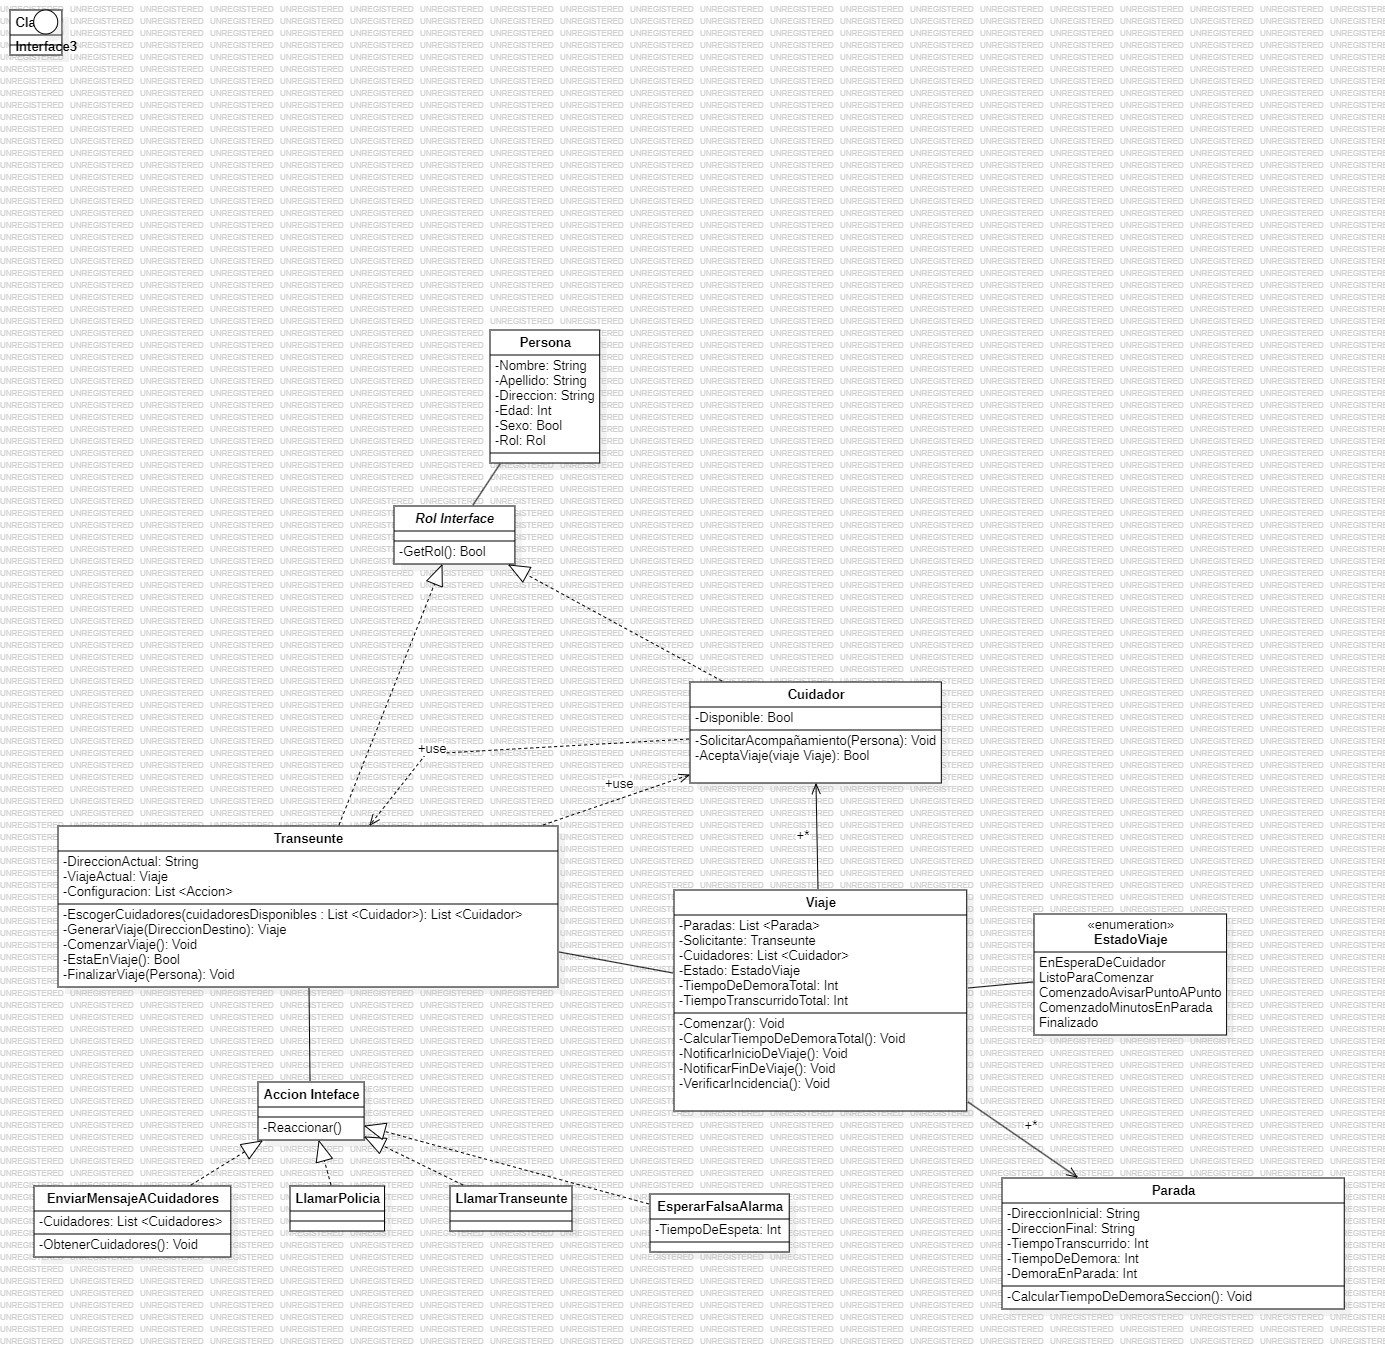 Cla
Interface3
Persona
-Nombre: String
-Apellido: String
-Direccion: String
-Edad: Int
-Sexo: Bool
-Rol: Rol
Rol Interface
-GetRol(): Bool
Cuidador
-Disponible: Bool
-SolicitarAcompañamiento(Persona): Void
-AceptaViaje(viaje Viaje): Bool
+use
+use
Transeunte
-DireccionActual: String
-ViajeActual: Viaje
-Configuracion: List <Accion>
-EscogerCuidadores(cuidadoresDisponibles : List <Cuidador>): List <Cuidador>
-GenerarViaje(DireccionDestino): Viaje
-ComenzarViaje(): Void
-EstaEnViaje(): Bool
-FinalizarViaje(Persona): Void
+*
Viaje
-Paradas: List <Parada>
-Solicitante: Transeunte
-Cuidadores: List <Cuidador>
-Estado: EstadoViaje
-TiempoDeDemoraTotal: Int
-TiempoTranscurridoTotal: Int
-Comenzar(): Void
-CalcularTiempoDeDemoraTotal(): Void
-NotificarInicioDeViaje(): Void
-NotificarFinDeViaje(): Void
-VerificarIncidencia(): Void
«enumeration»
EstadoViaje
EnEsperaDeCuidador
ListoParaComenzar
ComenzadoAvisarPuntoAPunto
ComenzadoMinutosEnParada
Finalizado
Accion Inteface
-Reaccionar()
+*
EnviarMensajeACuidadores
-Cuidadores: List <Cuidadores>
-ObtenerCuidadores(): Void
LlamarPolicia
LlamarTranseunte
EsperarFalsaAlarma
-TiempoDeEspeta: Int
Parada
-DireccionInicial: String
-DireccionFinal: String
-TiempoTranscurrido: Int
-TiempoDeDemora: Int
-DemoraEnParada: Int
-CalcularTiempoDeDemoraSeccion(): Void
UNREGISTERED